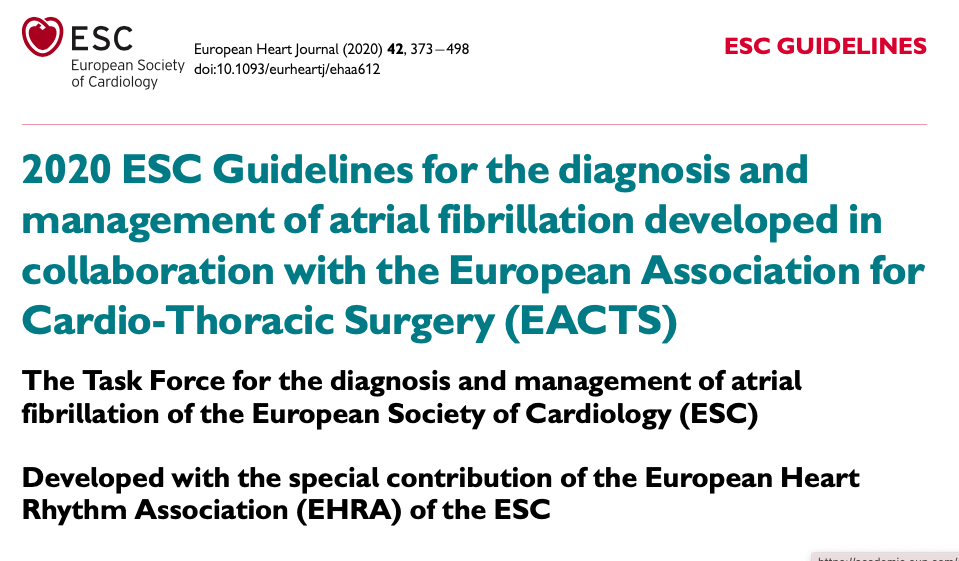 ESC
European Society
of Cardiology
European Heart Journal (2020) 42, 373–498
doi:10.1093/eurheartj/ehaa612
ESC GUIDELINES
2020 ESC Guidelines for the diagnosis and
management of atrial fibrillation developed in
collaboration with the European Association for
Cardio-Thoracic Surgery (EACTS)
The Task Force for the diagnosis and management of atrial
fibrillation of the European Society of Cardiology (ESC)
Developed with the special contribution of the European Heart
Rhythm Association (EHRA) of the ESC